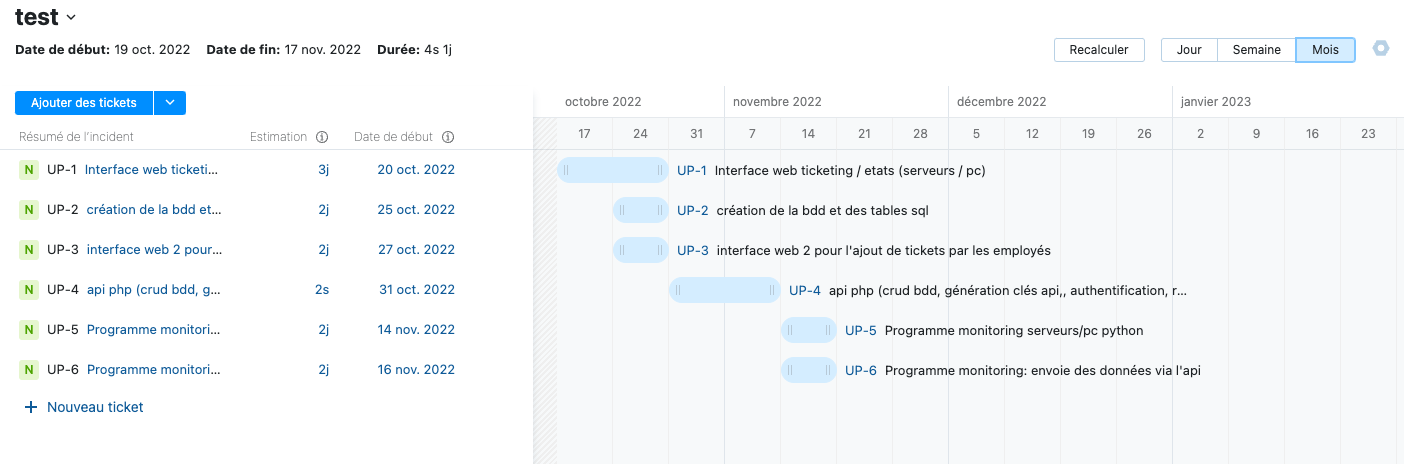 test
Date de début: 19 oct. 2022 Date de fin: 17 nov. 2022 Durée: 4s 1j
Recalculer Jour Semaine Mois
Ajouter des tickets
octobre 2022 novembre 2022 décembre 2022 janvier 2023
Résumé de l'incident Estimation Date de début
17 24 31 7 14 21 28 5 12 19 26 2 9 16 23
N UP-1 Interface web ticketi... 3j 20 oct. 2022 UP-1 Interface web ticketing / etats (serveurs / pc)
N UP-2 création de la bdd et... 2j 25 oct. 2022 UP-2 création de la bdd et des tables sql
N UP-3 interface web 2 pour... 2j 27 oct. 2022 UP-3 interface web 2 pour l'ajout de tickets par les employés
N UP-4 api php (crud bdd, g... 2s 31 oct. 2022 UP-4 api php (crud bdd, génération clés api,, authentification, r...
N UP-5 Programme monitori... 2j 14 nov. 2022 UP-5 Programme monitoring serveurs/pc python
N UP-6 Programme monitori... 2j 16 nov. 2022 UP-6 Programme monitoring: envoie des données via l'api
+ Nouveau ticket